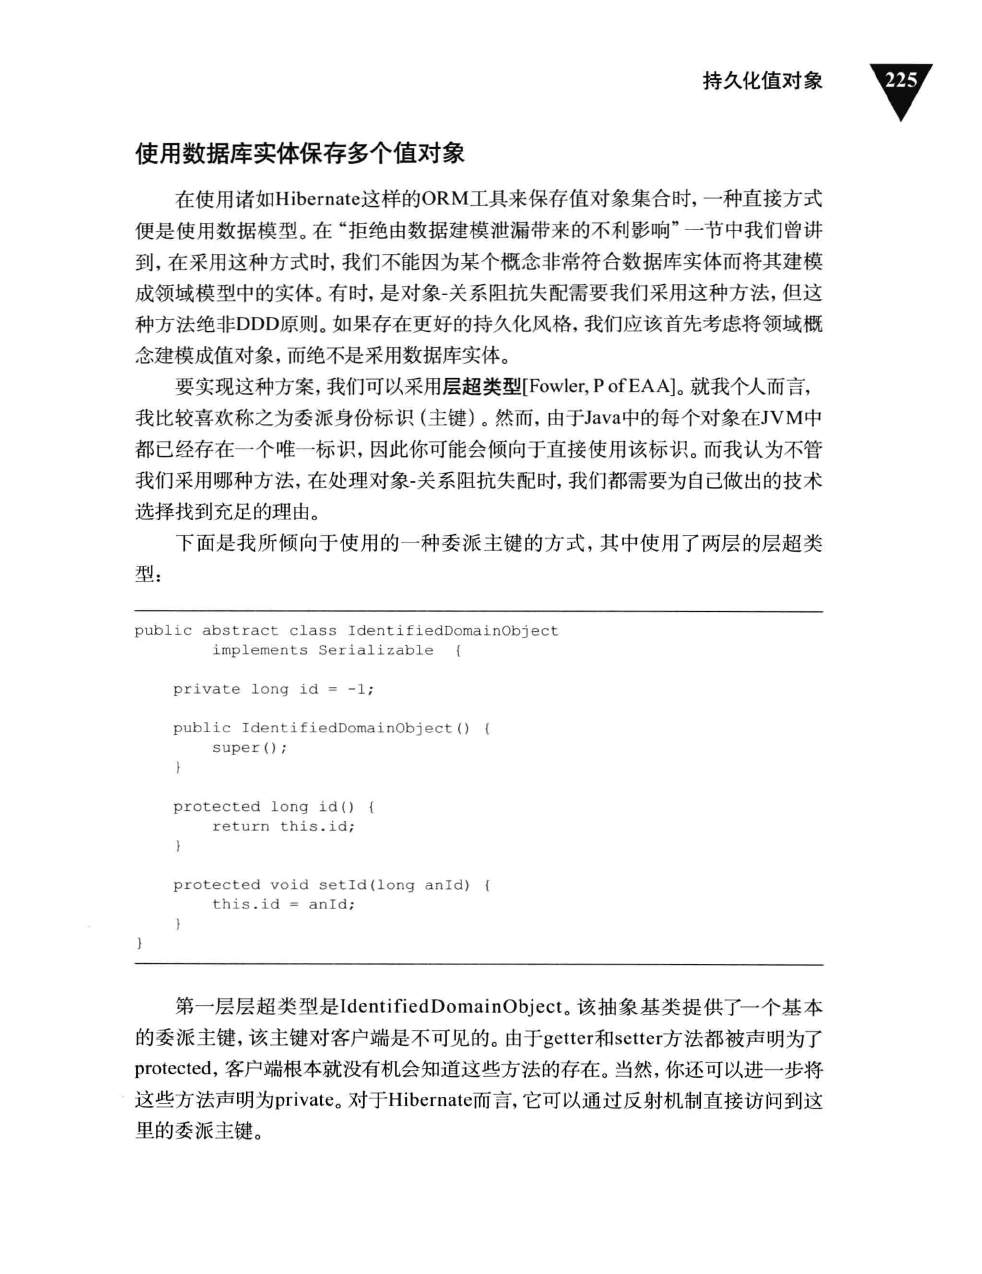 持久化值对象
225
使用数据库实体保存多个值对象
在使用诸如Hibernate这样的ORM工具来保存值对象集合时，一种直接方式
便是使用数据模型。在“拒绝由数据建模泄漏带来的不利影响”一节中我们曾讲
到，在采用这种方式时，我们不能因为某个概念非常符合数据库实体而将其建模
成领域模型中的实体。有时，是对象-关系阻抗失配需要我们采用这种方法，但这
种方法绝非DDD原则。如果存在更好的持久化风格，我们应该首先考虑将领域概
念建模成值对象，而绝不是采用数据库实体。
要实现这种方案，我们可以采用层超类型[Fowler, P of EAA]。就我个人而言，
我比较喜欢称之为委派身份标识（主键）。然而，由于Java中的每个对象在JVM中
都已经存在一个唯一标识，因此你可能会倾向于直接使用该标识。而我认为不管
我们采用哪种方法，在处理对象-关系阻抗失配时，我们都需要为自己做出的技术
选择找到充足的理由。
下面是我所倾向于使用的一种委派主键的方式，其中使用了两层的层超类
型：
public abstract class IdentifiedDomainObject
        implements Serializable  {
    private long id = -1;
    public IdentifiedDomainObject() {
        super();
    }
    protected long id() {
        return this.id;
    }
    protected void setId(long anId) {
        this.id = anId;
    }
}
第一层层超类型是IdentifiedDomainObject。该抽象基类提供了一个基本
的委派主键，该主键对客户端是不可见的。由于getter和setter方法都被声明为了
protected，客户端根本就没有机会知道这些方法的存在。当然，你还可以进一步将
这些方法声明为private。对于Hibernate而言，它可以通过反射机制直接访问到这
里的委派主键。